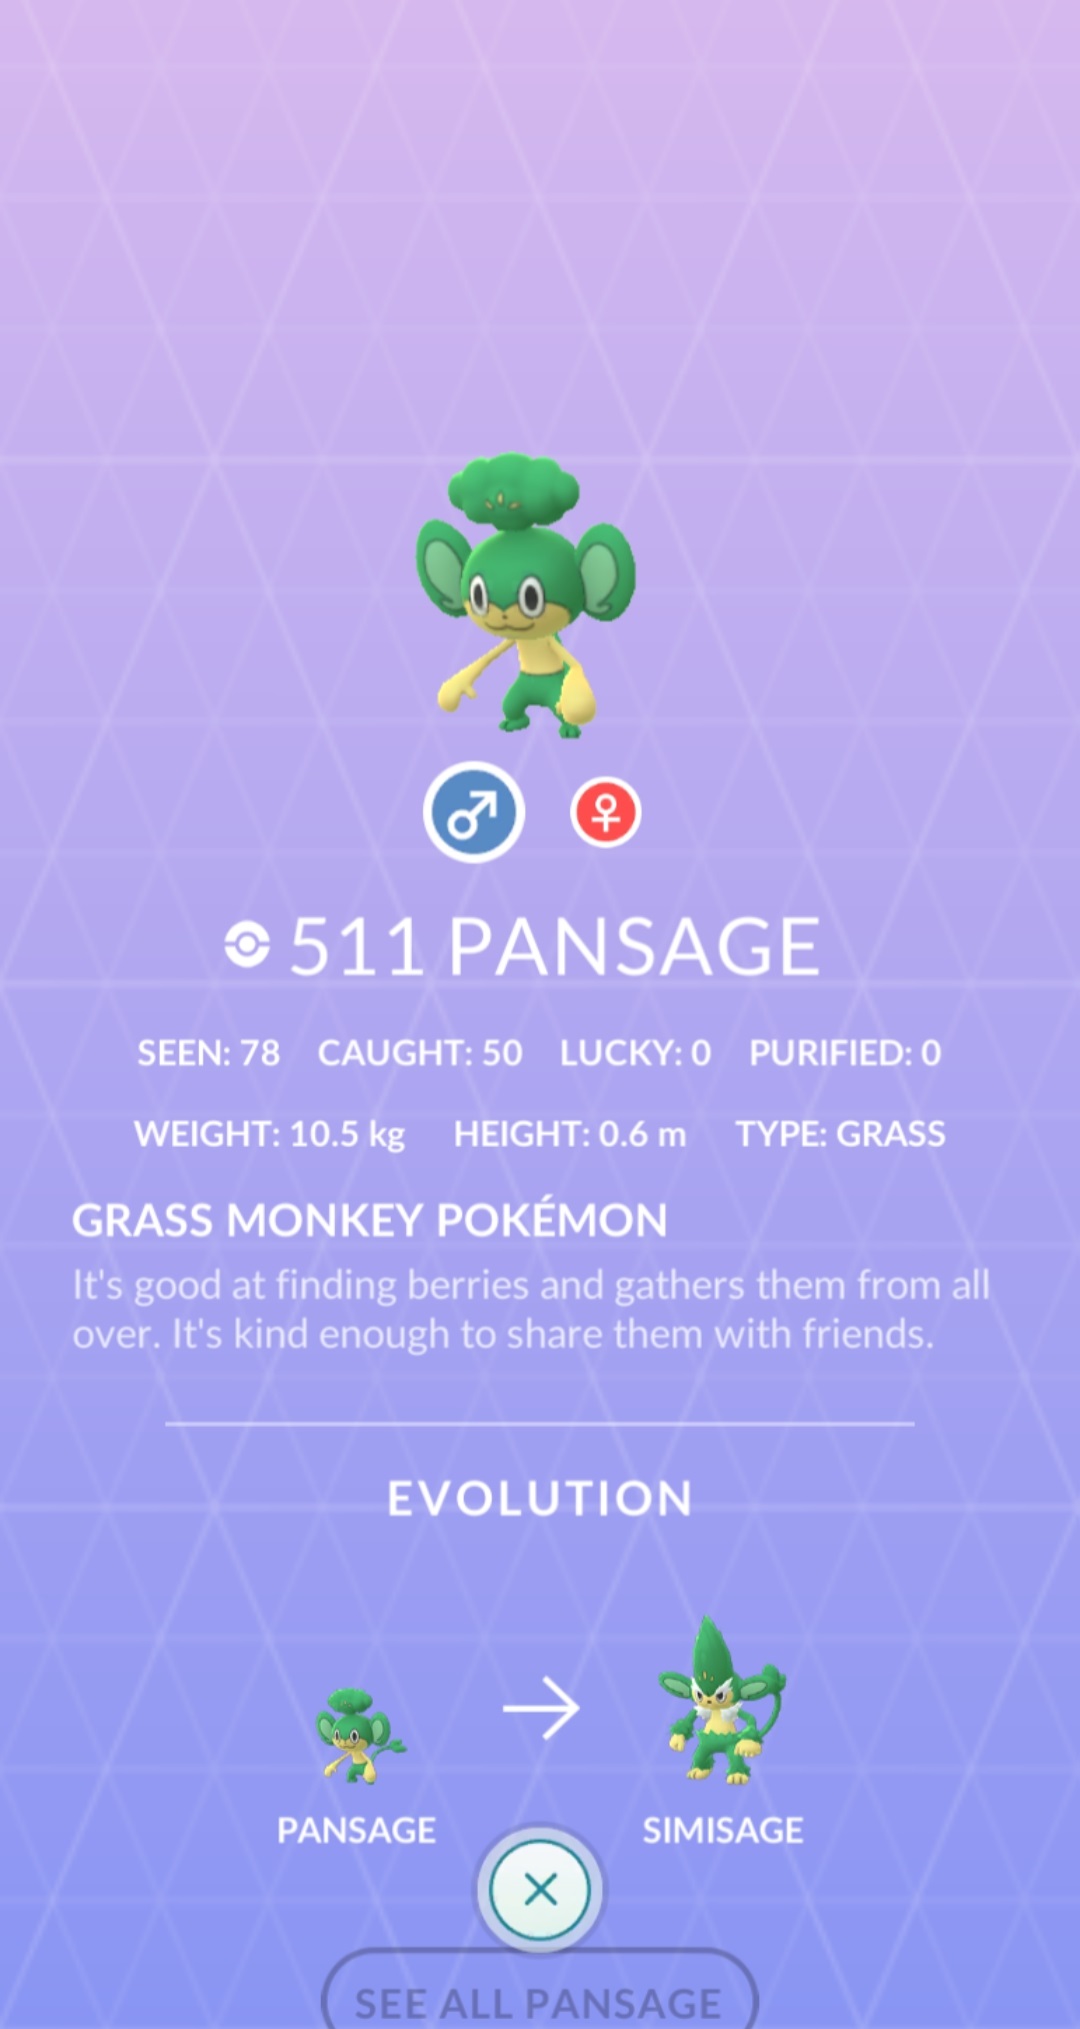 511 PANSAGE
SEEN: 78 CAUGHT: 50 LUCKY: 0 PURIFIED: 0
WEIGHT: 10.5 kg HEIGHT: 0.6 m TYPE: GRASS
GRASS MONKEY POKÉMON
It's good at finding berries and gathers them from all
over. It's kind enough to share them with friends.
EVOLUTION
PANSAGE SIMISAGE
SEE ALL PANSAGE